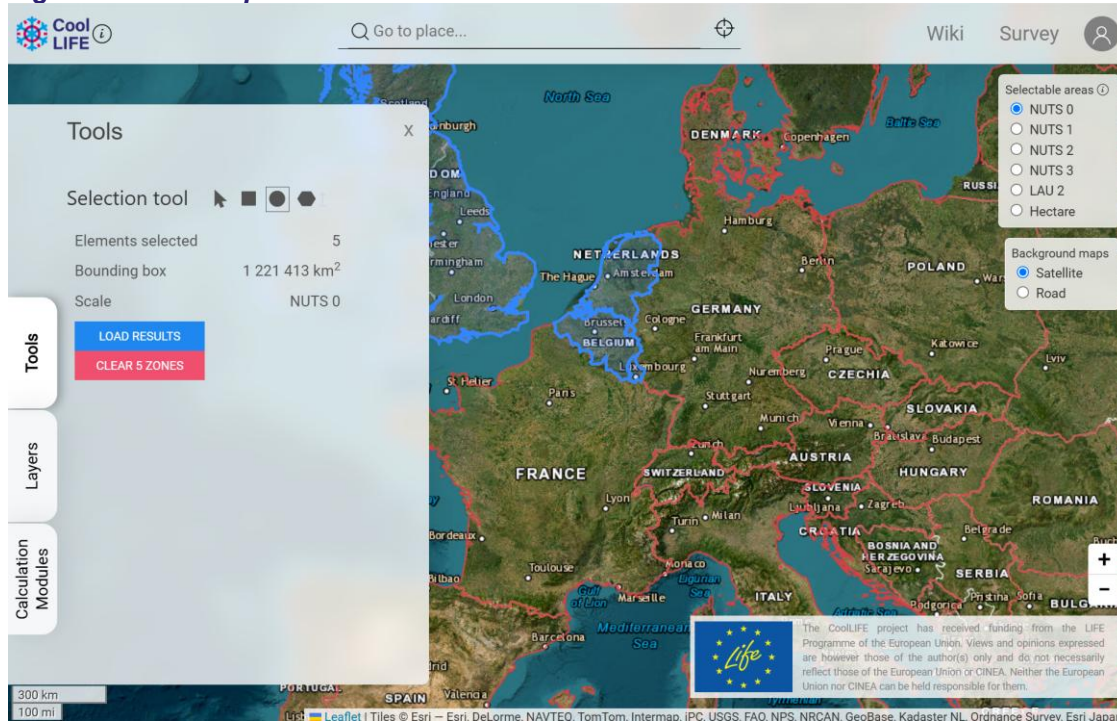 Cool
LIFE
Go to place...
Wiki
Survey
Tools
X
Selection tool
Elements selected 5
Bounding box 1 221 413 km²
Scale NUTS 0
LOAD RESULTS
CLEAR 5 ZONES
Tools
Layers
Calculation
Modules
Selectable areas
NUTS 0
NUTS 1
NUTS 2
NUTS 3
LAU 2
Hectare
Background maps
Satellite
Road
North Sea
Baltic Sea
DENMARK
Copenhagen
Leeds
London
Hamburg
NETHERLANDS
The Hague
Amsterdam
Berlin
POLAND
GERMANY
Brussel
Cologne
BELGIUM
Frankfurt
am Main
Luxembourg
Prague
Katowice
Lviv
Nuremberg
CZECHIA
St Helier
Paris
Stuttgart
SLOVAKIA
Munich
Vienna
Bratislava
Budapest
Zurich
AUSTRIA
FRANCE
SWITZERLAND
HUNGARY
SLOVENIA
Lyon
Ljubljana
Zagreb
ROMANIA
Turin
Milan
CROATIA
Belgrade
Bordeaux
BOSNIA AND
HERZEGOVINA
Sarajevo
SERBIA
Toulouse
Monaco
Ligurian
Sea
Bilbao
Gulf
of Lion
Marseille
ITALY
Adriatic Sea
Podgorica
Pristina
Sofia
Barcelona
Mediterranean
Sea
PORTUGAL
SPAIN
Valencia
+
−
300 km
100 mi
Life
The CoolLIFE project has received funding from the LIFE
Programme of the European Union. Views and opinions expressed
are however those of the author(s) only and do not necessarily
reflect those of the European Union or CINEA. Neither the European
Union nor CINEA can be held responsible for them.
Leaflet | Tiles © Esri — Esri, DeLorme, NAVTEQ, TomTom, Intermap, iPC, USGS, FAO, NPS, NRCAN, GeoBase, Kadaster NL, Ordnance Survey, Esri Jap